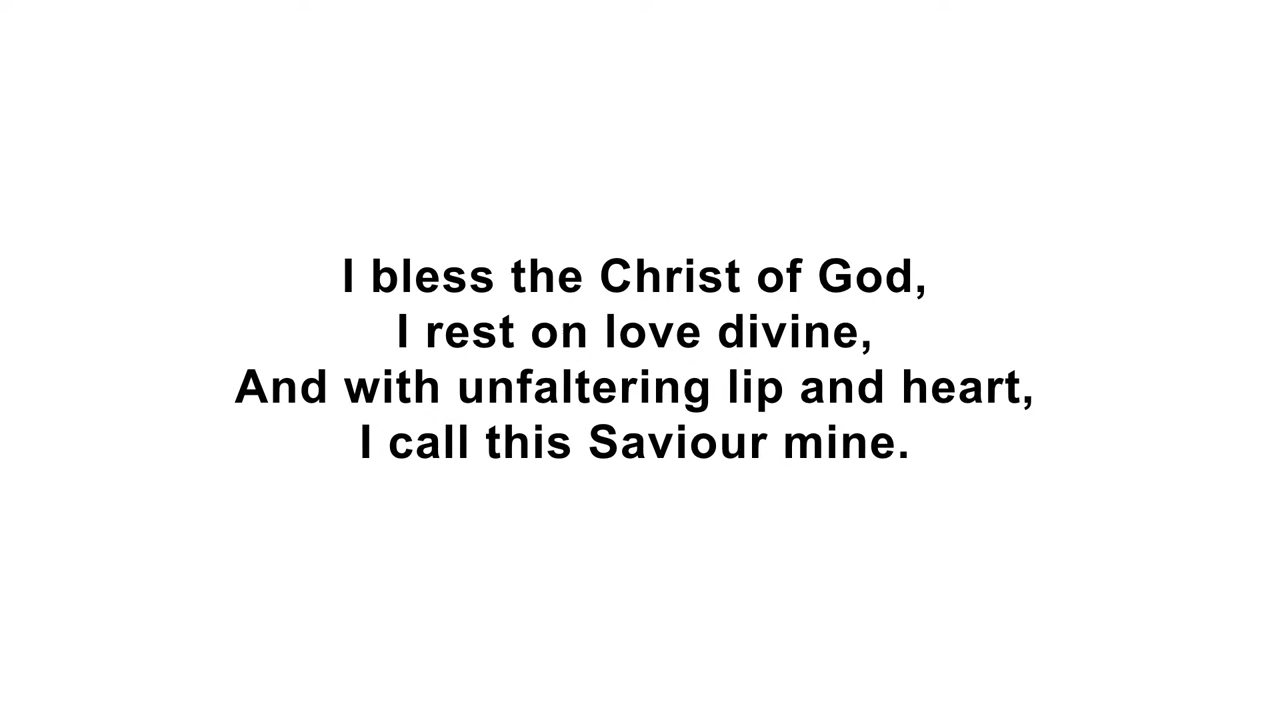 I bless the Christ of God,
I rest on love divine,
And with unfaltering lip and heart,
I call this Saviour mine.